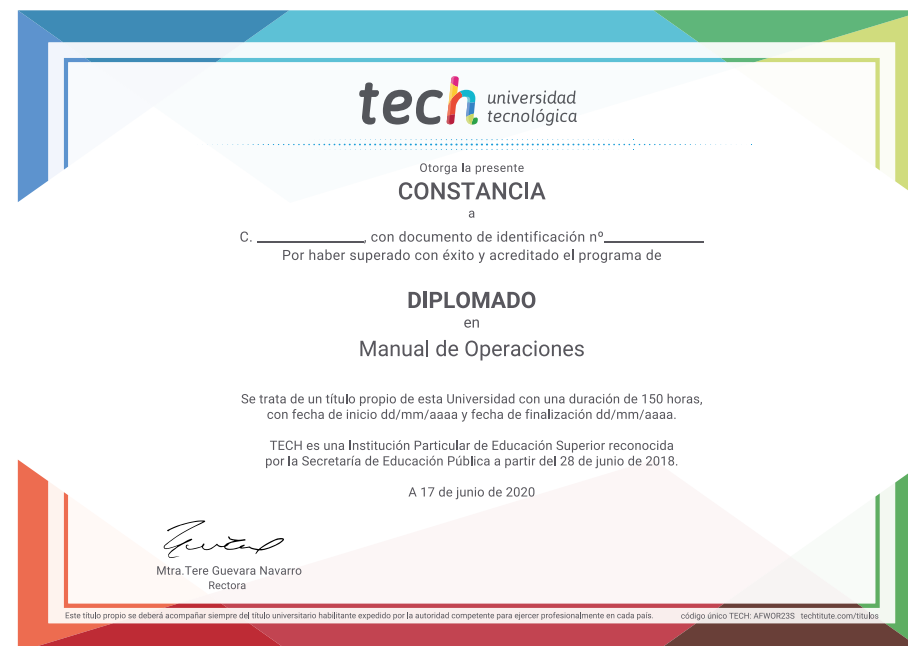 tech universidad
tecnológica
Otorga la presente
CONSTANCIA
a
C. ____________, con documento de identificación nº____________
Por haber superado con éxito y acreditado el programa de
DIPLOMADO
en
Manual de Operaciones
Se trata de un título propio de esta Universidad con una duración de 150 horas,
con fecha de inicio dd/mm/aaaa y fecha de finalización dd/mm/aaaa.
TECH es una Institución Particular de Educación Superior reconocida
por la Secretaría de Educación Pública a partir del 28 de junio de 2018.
A 17 de junio de 2020
Mtra.Tere Guevara Navarro
Rectora
Este título propio se deberá acompañar siempre del título universitario habilitante expedido por la autoridad competente para ejercer profesionalmente en cada país. código único TECH: AFWOR23S techtitute.com/titulos